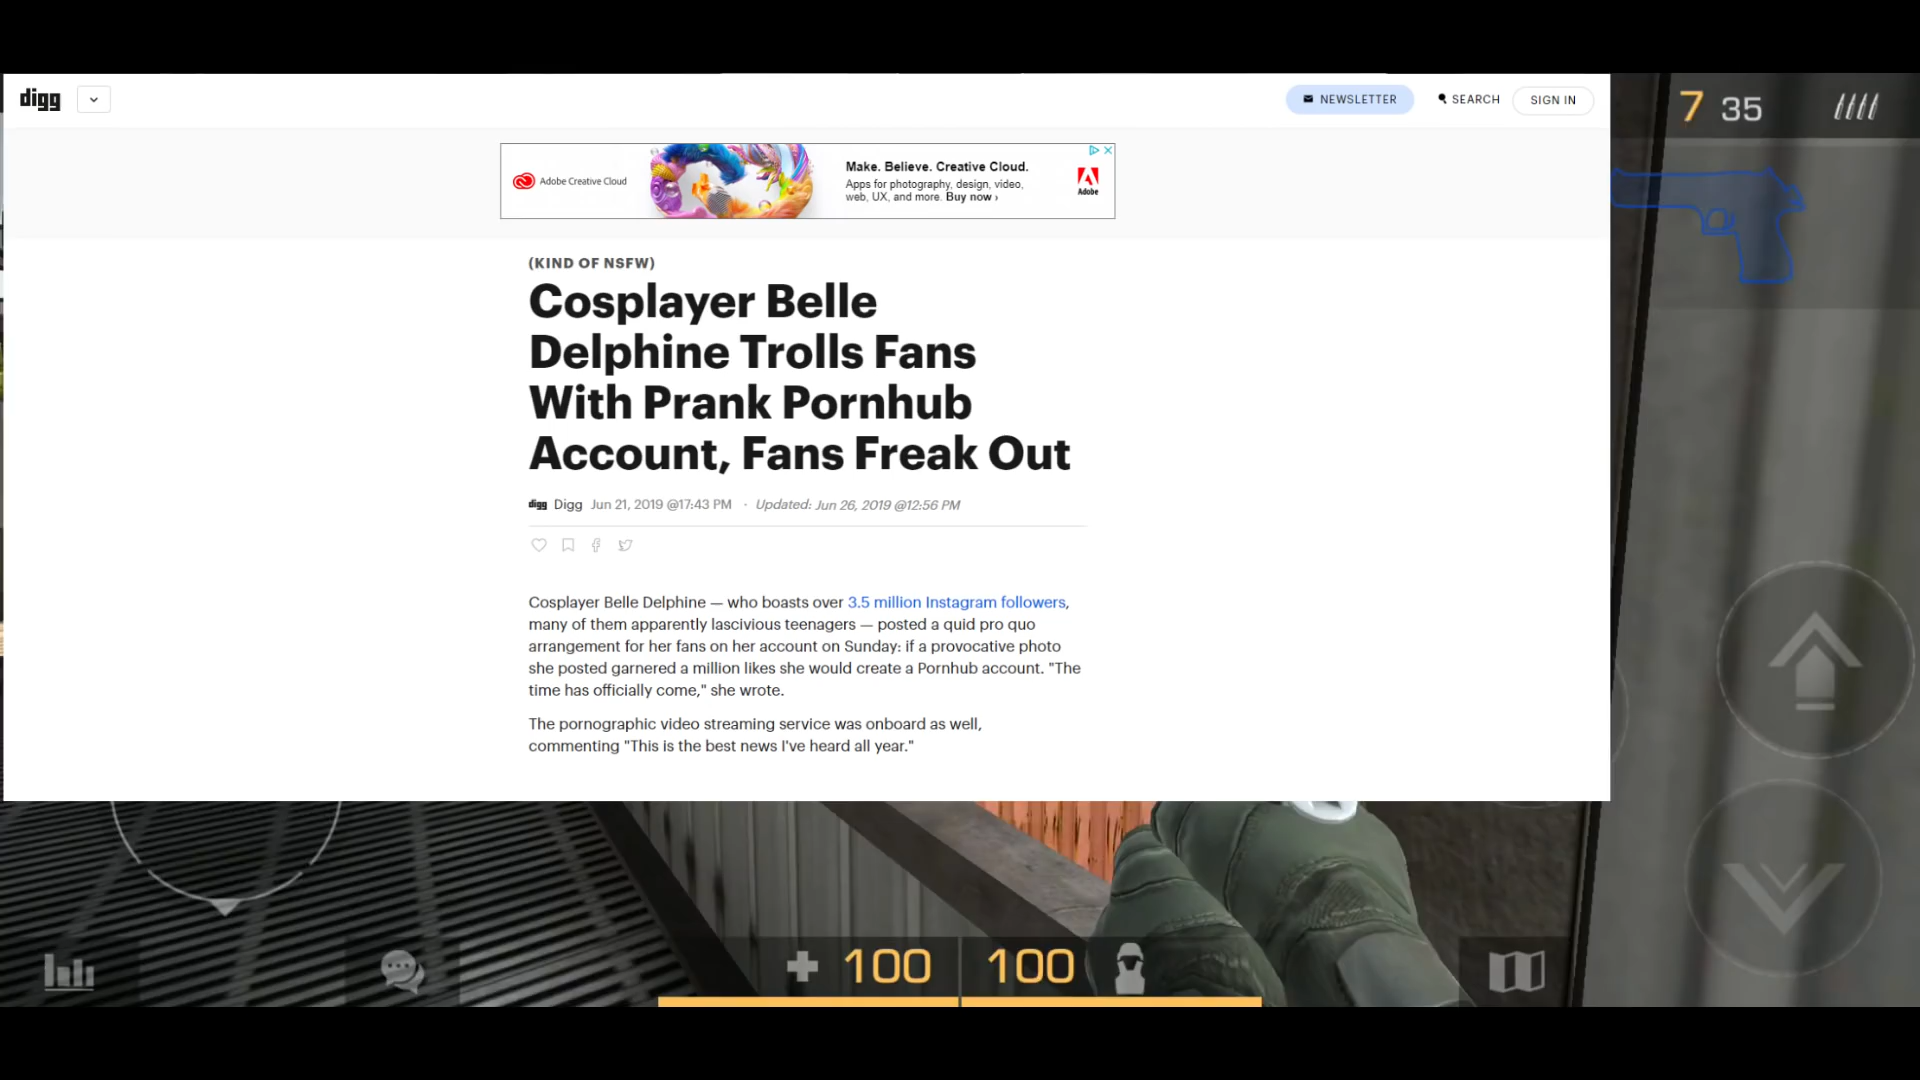 digg
NEWSLETTER
SEARCH
SIGN IN
7 35
Adobe Creative Cloud
Make. Believe. Creative Cloud.
Apps for photography, design, video,
web, UX, and more. Buy now ›
Adobe
(KIND OF NSFW)
Cosplayer Belle
Delphine Trolls Fans
With Prank Pornhub
Account, Fans Freak Out
digg Digg Jun 21, 2019 @17:43 PM · Updated: Jun 26, 2019 @12:56 PM
Cosplayer Belle Delphine — who boasts over 3.5 million Instagram followers,
many of them apparently lascivious teenagers — posted a quid pro quo
arrangement for her fans on her account on Sunday: if a provocative photo
she posted garnered a million likes she would create a Pornhub account. "The
time has officially come," she wrote.
The pornographic video streaming service was onboard as well,
commenting "This is the best news I've heard all year."
100 100